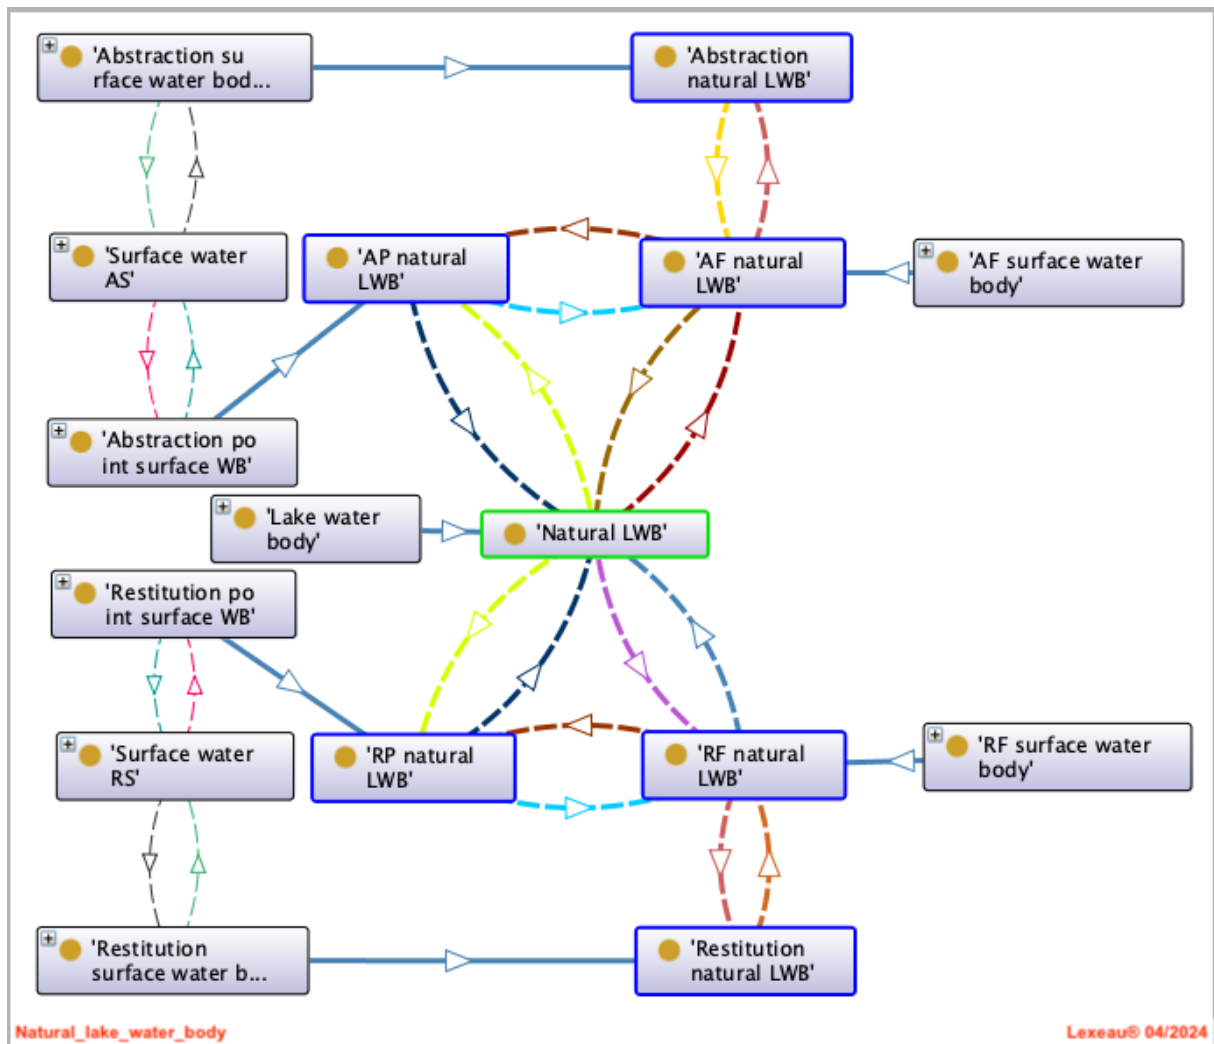 'Abstraction su
rface water bod...
'Abstraction
natural LWB'
'Surface water
AS'
'AP natural
LWB'
'AF natural
LWB'
'AF surface water
body'
'Abstraction po
int surface WB'
'Lake water
body'
'Natural LWB'
'Restitution po
int surface WB'
'Surface water
RS'
'RP natural
LWB'
'RF natural
LWB'
'RF surface water
body'
'Restitution
surface water b...
'Restitution
natural LWB'
Natural_lake_water_body
Lexeau® 04/2024